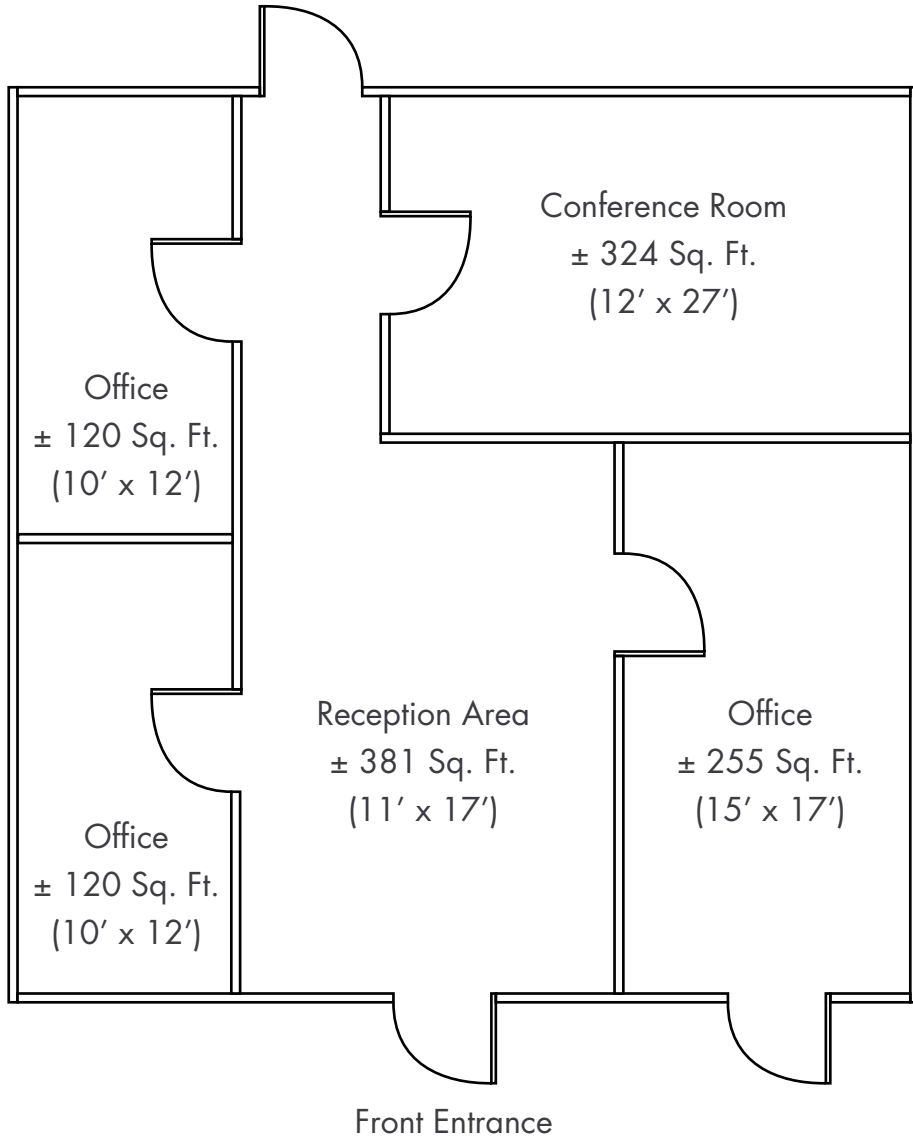 Conference Room
± 324 Sq. Ft.
(12’ x 27’)
Office
± 120 Sq. Ft.
(10’ x 12’)
Reception Area
± 381 Sq. Ft.
(11’ x 17’)
Office
± 255 Sq. Ft.
(15’ x 17’)
Office
± 120 Sq. Ft.
(10’ x 12’)
Front Entrance